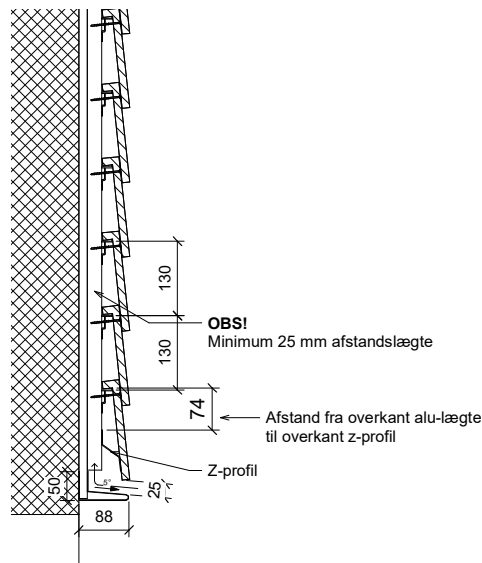 130
OBS!
Minimum 25 mm afstandslægte
130
74
Afstand fra overkant alu-lægte
til overkant z-profil
Z-profil
50
5°
25
88